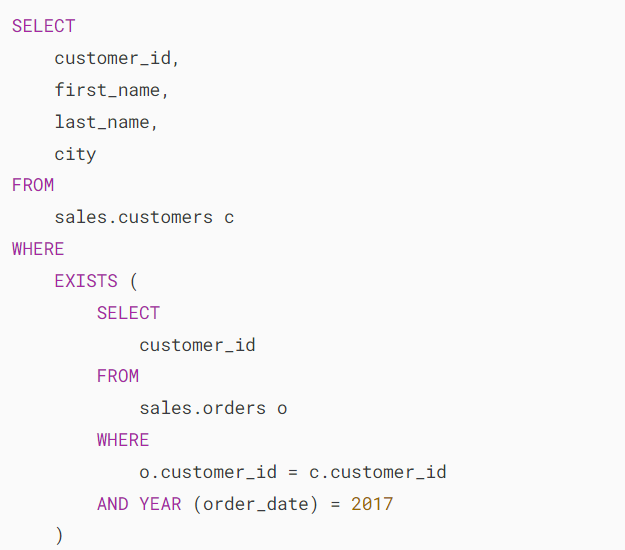 SELECT
    customer_id,
    first_name,
    last_name,
    city
FROM
    sales.customers c
WHERE
    EXISTS (
        SELECT
            customer_id
        FROM
            sales.orders o
        WHERE
            o.customer_id = c.customer_id
        AND YEAR (order_date) = 2017
    )